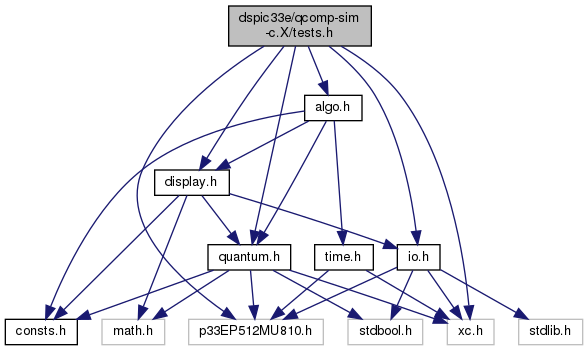 dspic33e/qcomp-sim
-c.X/tests.h
algo.h
display.h
quantum.h
time.h
io.h
consts.h
math.h
p33EP512MU810.h
stdbool.h
xc.h
stdlib.h